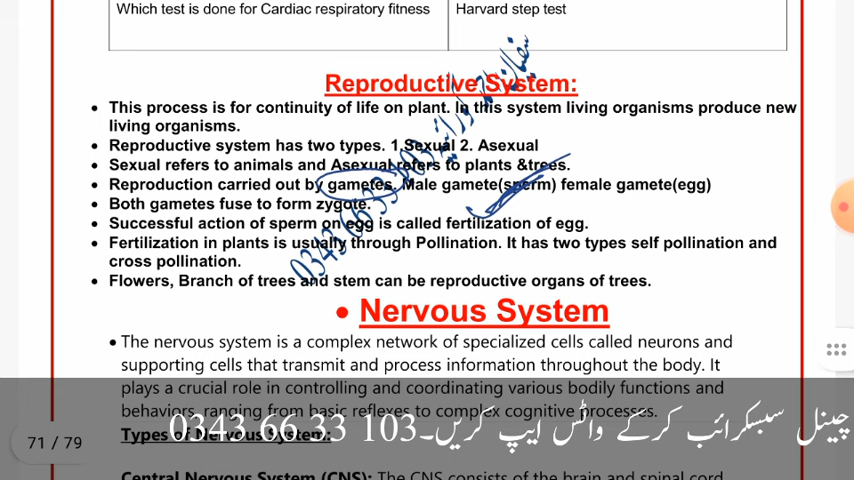 Which test is done for Cardiac respiratory fitness
Harvard step test
Reproductive System:
• This process is for continuity of life on plant. In this system living organisms produce new
living organisms.
• Reproductive system has two types. 1.Sexual 2. Asexual
• Sexual refers to animals and Asexual refers to plants &trees.
• Reproduction carried out by gametes. Male gamete(sperm) female gamete(egg)
• Both gametes fuse to form zygote.
• Successful action of sperm on egg is called fertilization of egg.
• Fertilization in plants is usually through Pollination. It has two types self pollination and
cross pollination.
• Flowers, Branch of trees and stem can be reproductive organs of trees.
• Nervous System
• The nervous system is a complex network of specialized cells called neurons and
supporting cells that transmit and process information throughout the body. It
plays a crucial role in controlling and coordinating various bodily functions and
behaviors, ranging from basic reflexes to complex cognitive processes.
چینل سبسکرائب کرکے واٹس ایپ کریں۔103 33 66 0343
71 / 79
Types of Nervous System:
Central Nervous System (CNS): The CNS consists of the brain and spinal cord